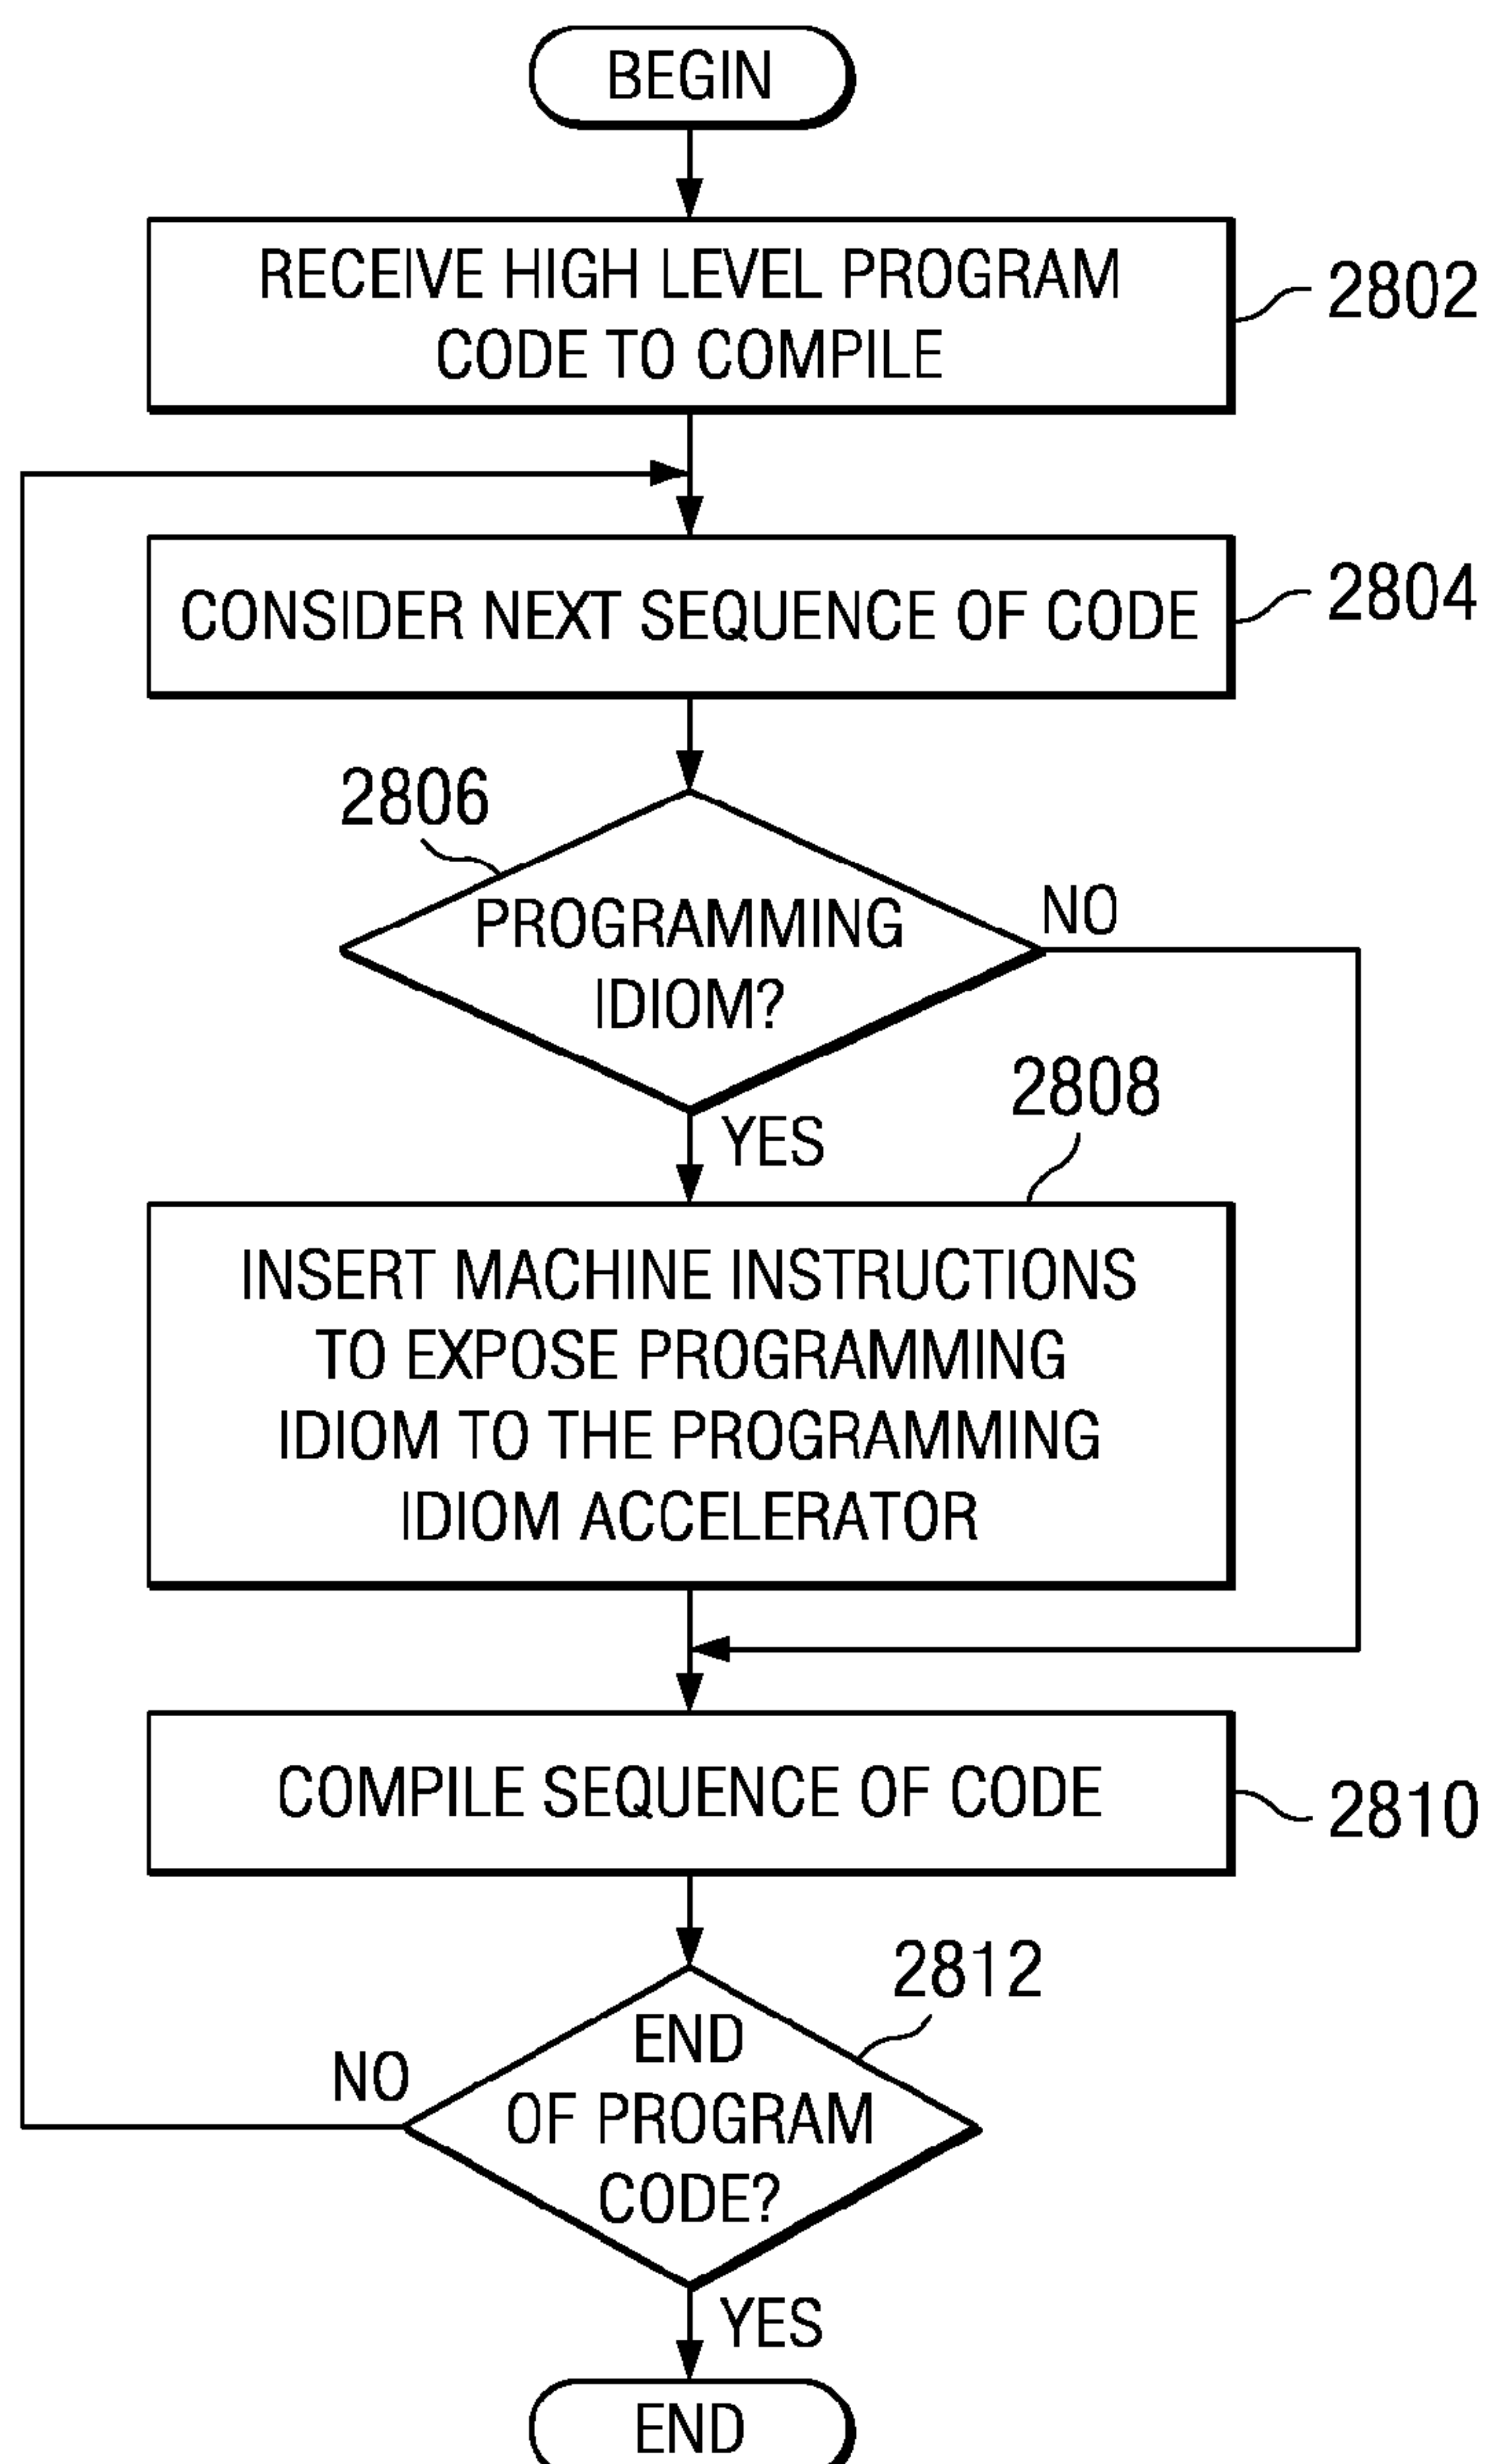 BEGIN
RECEIVE HIGH LEVEL PROGRAM
CODE TO COMPILE
2802
CONSIDER NEXT SEQUENCE OF CODE
2804
2806
PROGRAMMING
IDIOM?
NO
YES
2808
INSERT MACHINE INSTRUCTIONS
TO EXPOSE PROGRAMMING
IDIOM TO THE PROGRAMMING
IDIOM ACCELERATOR
COMPILE SEQUENCE OF CODE
2810
2812
END
OF PROGRAM
CODE?
NO
YES
END